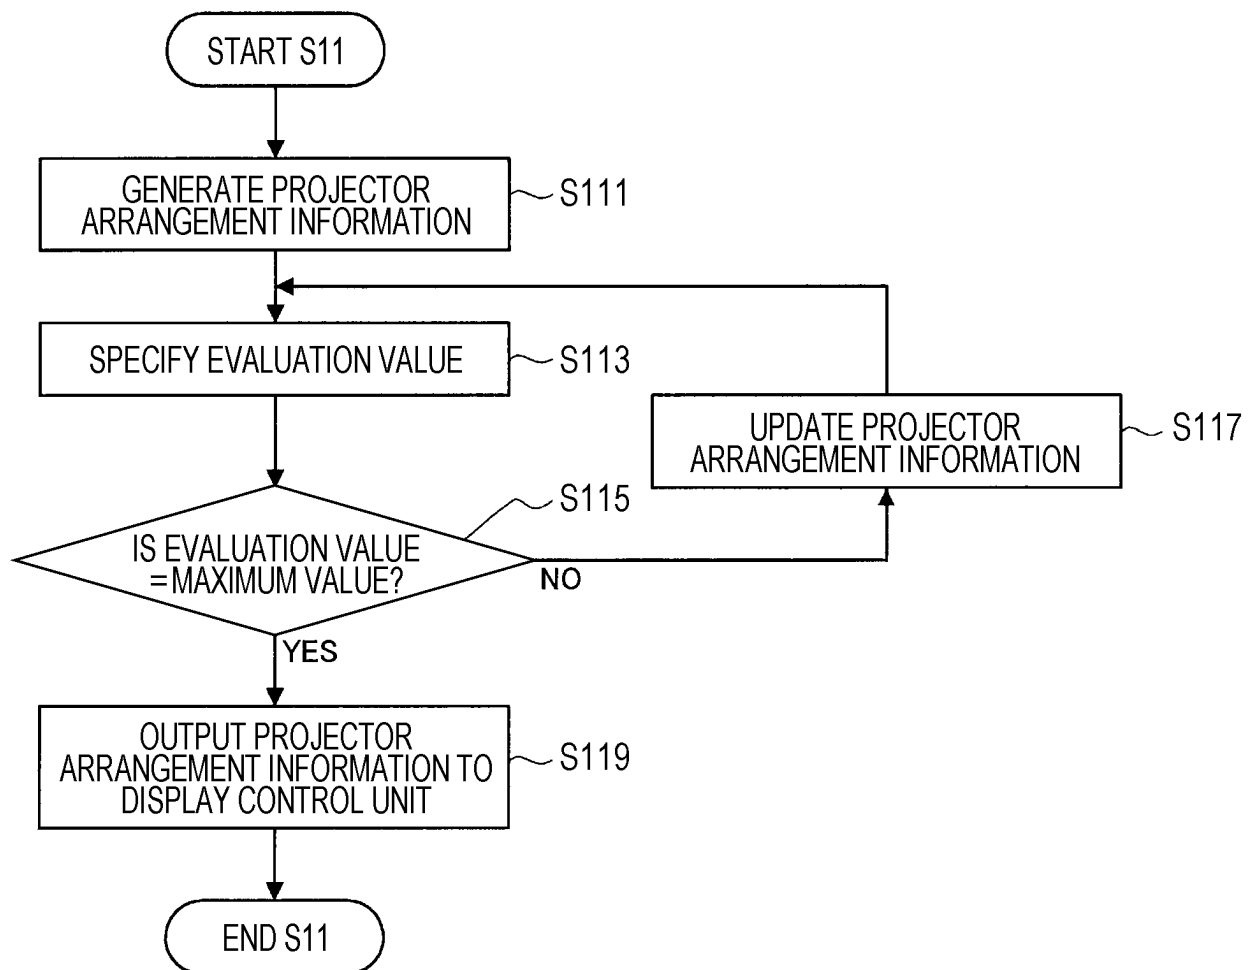 START S11
GENERATE PROJECTOR
ARRANGEMENT INFORMATION
S111
SPECIFY EVALUATION VALUE
S113
UPDATE PROJECTOR
ARRANGEMENT INFORMATION
S117
S115
IS EVALUATION VALUE
=MAXIMUM VALUE?
NO
YES
OUTPUT PROJECTOR
ARRANGEMENT INFORMATION TO
DISPLAY CONTROL UNIT
S119
END S11